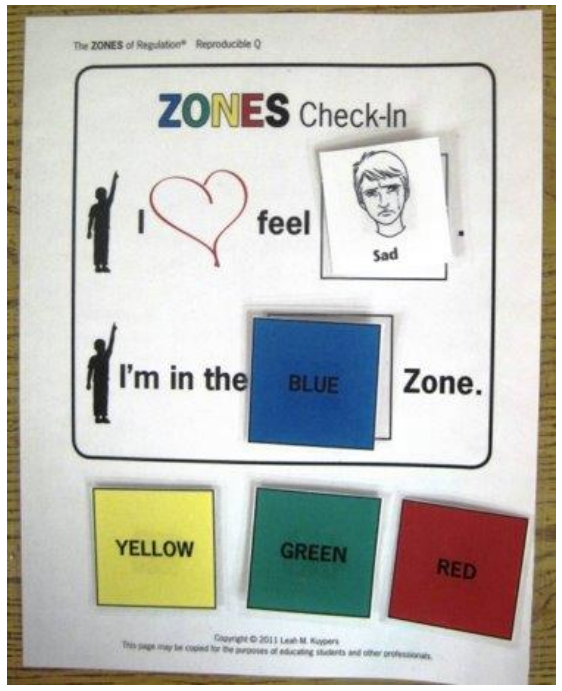 The ZONES of Regulation® Reproducible Q
ZONES Check-In
I feel Sad .
I'm in the BLUE Zone.
YELLOW GREEN RED
Copyright © 2011 Leah M. Kuypers
This page may be copied for the purposes of educating students and other professionals.